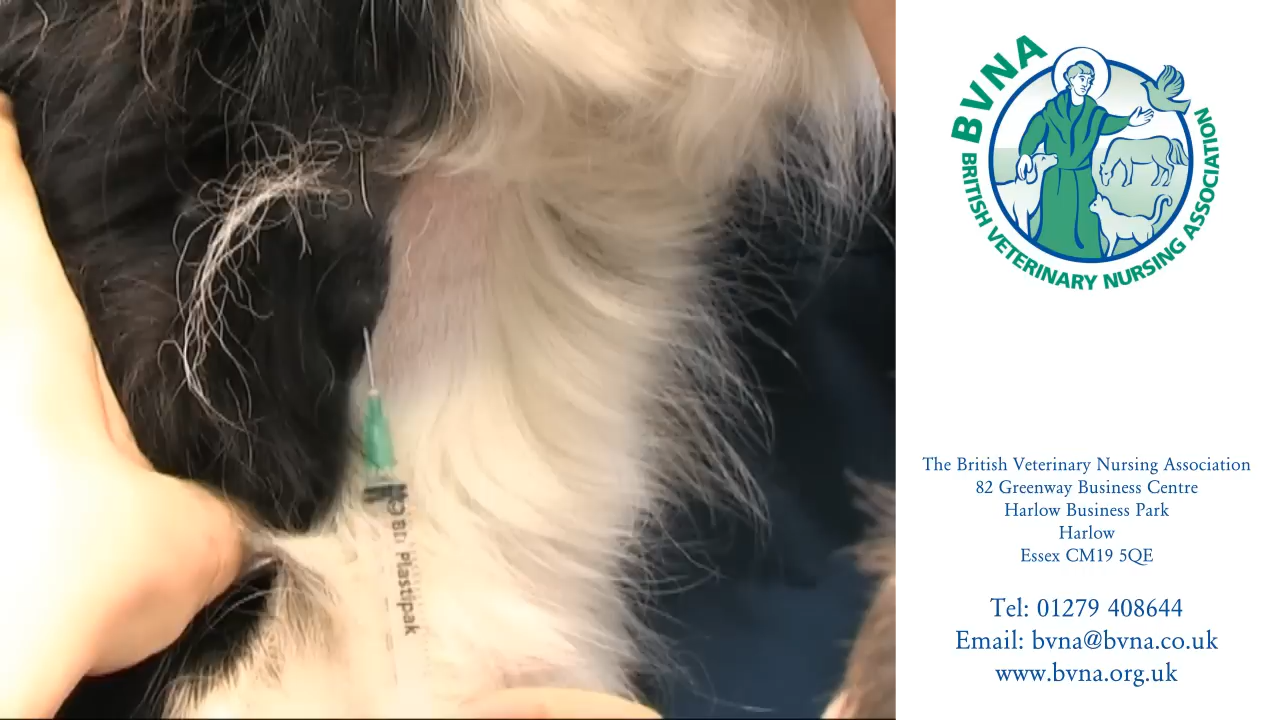 BD Plastipak
BVNA
BRITISH VETERINARY NURSING ASSOCIATION
The British Veterinary Nursing Association
82 Greenway Business Centre
Harlow Business Park
Harlow
Essex CM19 5QE
Tel: 01279 408644
Email: bvna@bvna.co.uk
www.bvna.org.uk